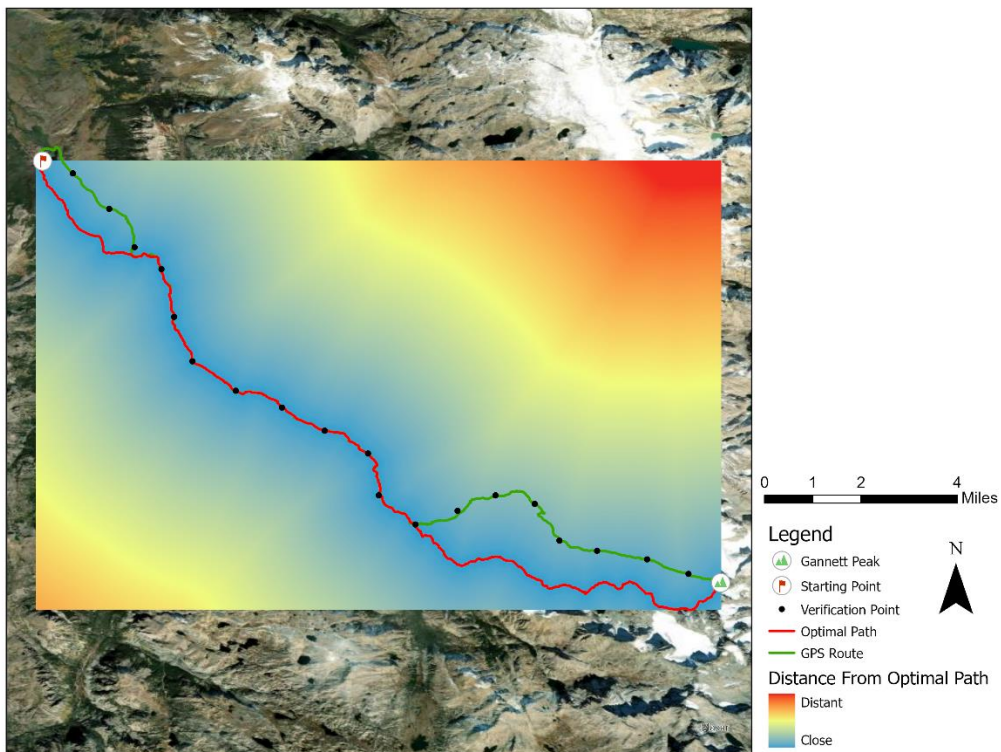 0 1 2 4
Miles
Legend
Gannett Peak
Starting Point
Verification Point
Optimal Path
GPS Route
N
Distance From Optimal Path
Distant
Close